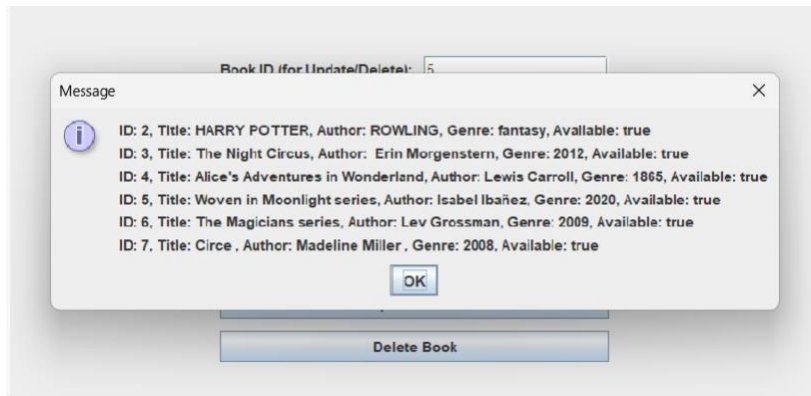 Book ID (for Update/Delete): 5
Message
ID: 2, Title: HARRY POTTER, Author: ROWLING, Genre: fantasy, Available: true
ID: 3, Title: The Night Circus, Author:  Erin Morgenstern, Genre: 2012, Available: true
ID: 4, Title: Alice's Adventures in Wonderland, Author: Lewis Carroll, Genre: 1865, Available: true
ID: 5, Title: Woven in Moonlight series, Author: Isabel Ibañez, Genre: 2020, Available: true
ID: 6, Title: The Magicians series, Author: Lev Grossman, Genre: 2009, Available: true
ID: 7, Title: Circe , Author: Madeline Miller , Genre: 2008, Available: true
OK
Delete Book